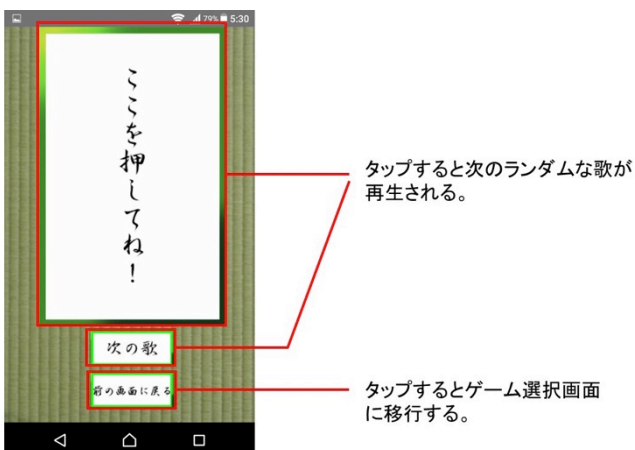 79% 5:30
ここを押してね！
次の歌
前の画面に戻る
タップすると次のランダムな歌が
再生される。
タップするとゲーム選択画面
に移行する。